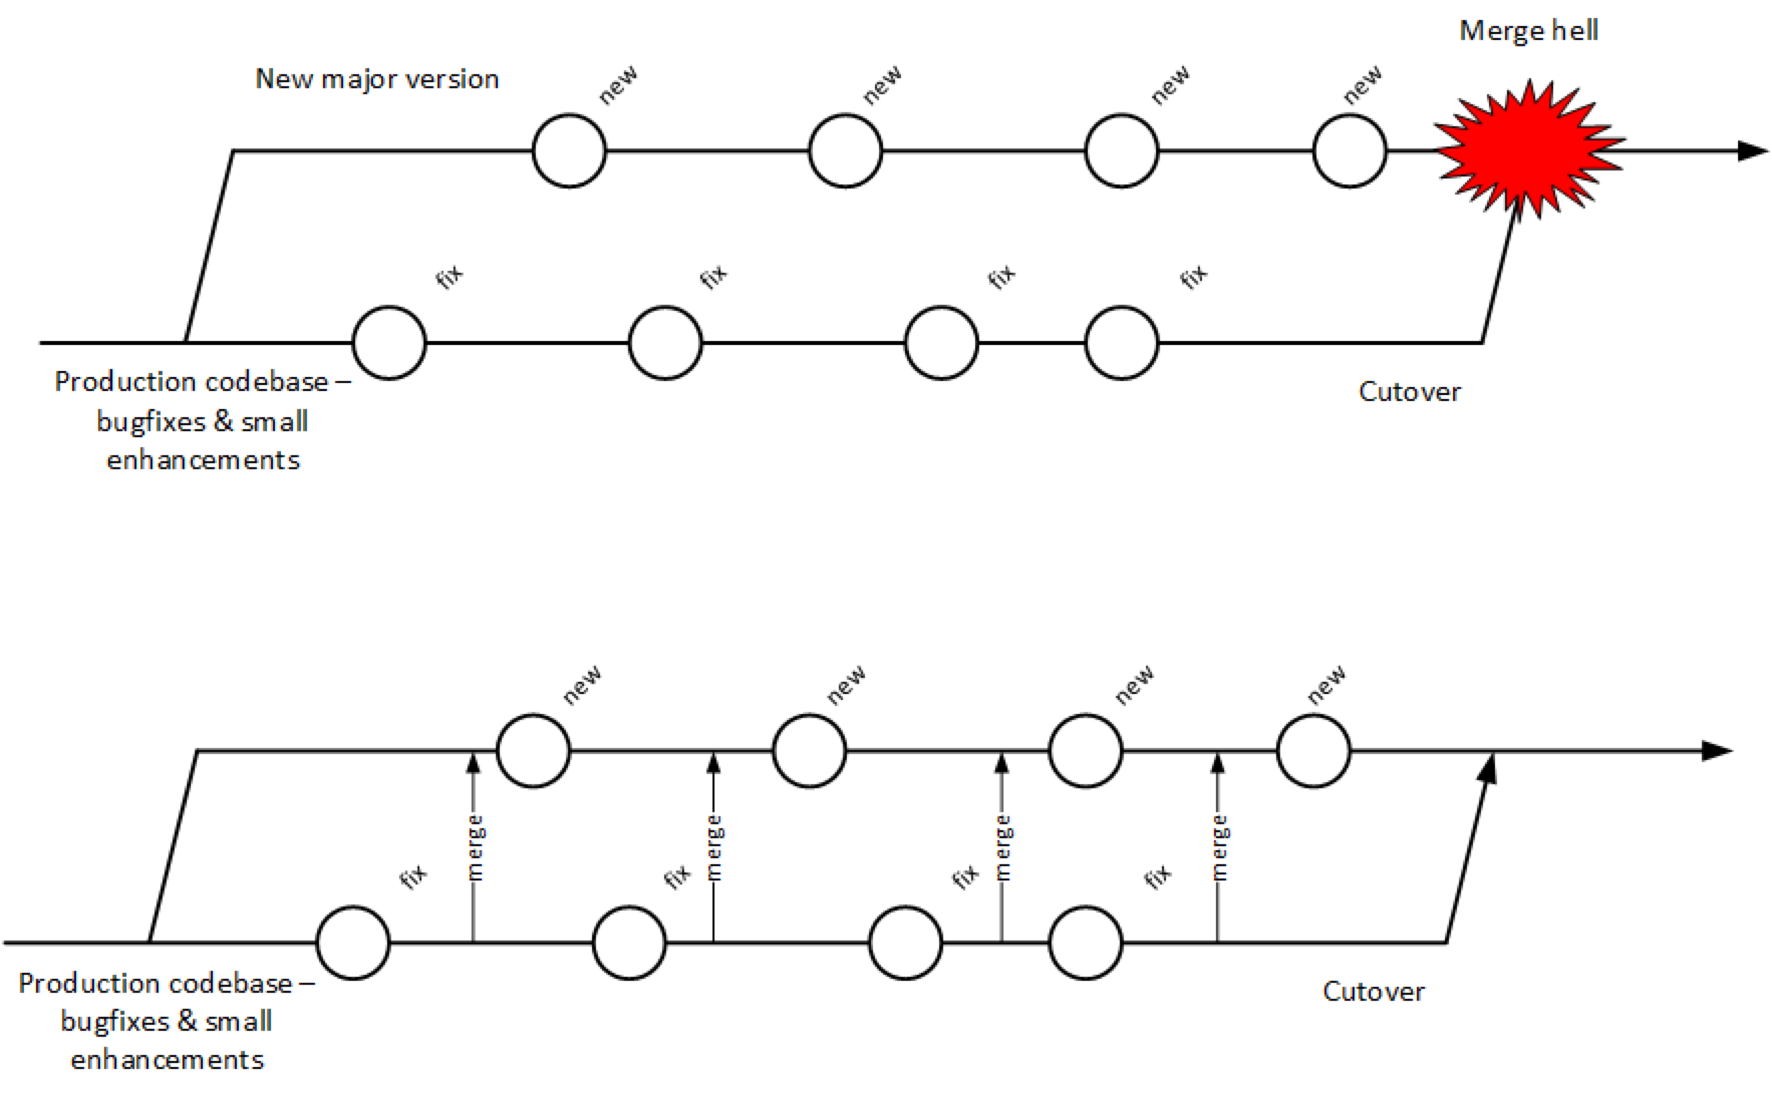 Merge hell
New major version
new
new
new
new
fix
fix
fix
fix
Production codebase –
bugfixes & small
enhancements
Cutover
new
new
new
new
merge
merge
merge
merge
fix
fix
fix
fix
Production codebase –
bugfixes & small
enhancements
Cutover